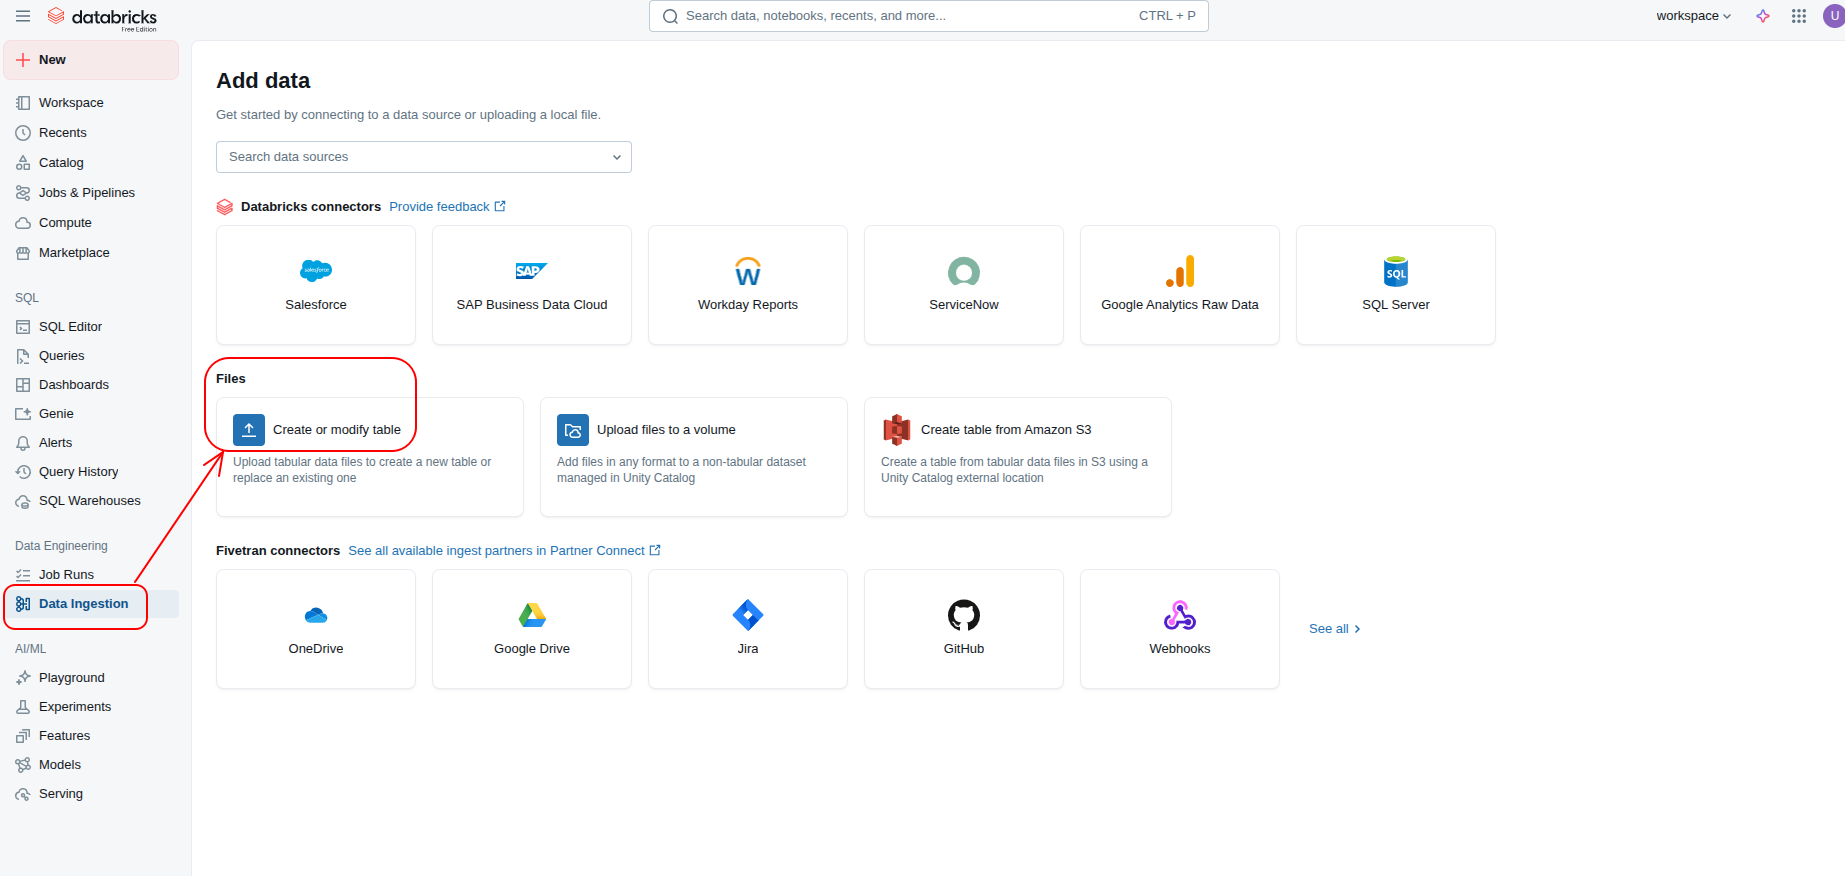 databricks
Free Edition
Search data, notebooks, recents, and more...
CTRL + P
workspace
U
New
Workspace
Recents
Catalog
Jobs & Pipelines
Compute
Marketplace
SQL
SQL Editor
Queries
Dashboards
Genie
Alerts
Query History
SQL Warehouses
Data Engineering
Job Runs
Data Ingestion
AI/ML
Playground
Experiments
Features
Models
Serving
Add data
Get started by connecting to a data source or uploading a local file.
Search data sources
Databricks connectors Provide feedback
salesforce
Salesforce
SAP
SAP Business Data Cloud
W
Workday Reports
ServiceNow
Google Analytics Raw Data
SQL
SQL Server
Files
Create or modify table
Upload tabular data files to create a new table or
replace an existing one
Upload files to a volume
Add files in any format to a non-tabular dataset
managed in Unity Catalog
Create table from Amazon S3
Create a table from tabular data files in S3 using a
Unity Catalog external location
Fivetran connectors See all available ingest partners in Partner Connect
OneDrive
Google Drive
Jira
GitHub
Webhooks
See all